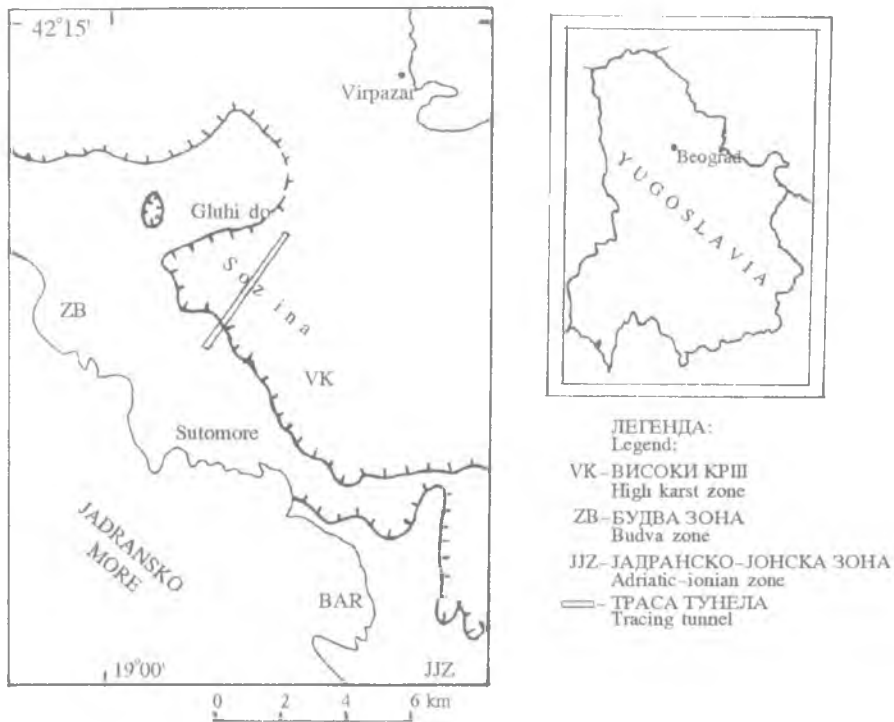 42°15'
Virpazar
Gluhi do
Sozina
ZB
VK
Sutomore
JADRANSKO
MORE
BAR
19°00'
JJZ
0 2 4 6 km
Beograd
YUGOSLAVIA
ЛЕГЕНДА:
Legend:
VK–ВИСОКИ КРШ
High karst zone
ZB–БУДВА ЗОНА
Budva zone
JJZ–ЈАДРАНСКО–ЈОНСКА ЗОНА
Adriatic–ionian zone
–ТРАСА ТУНЕЛА
Tracing tunnel